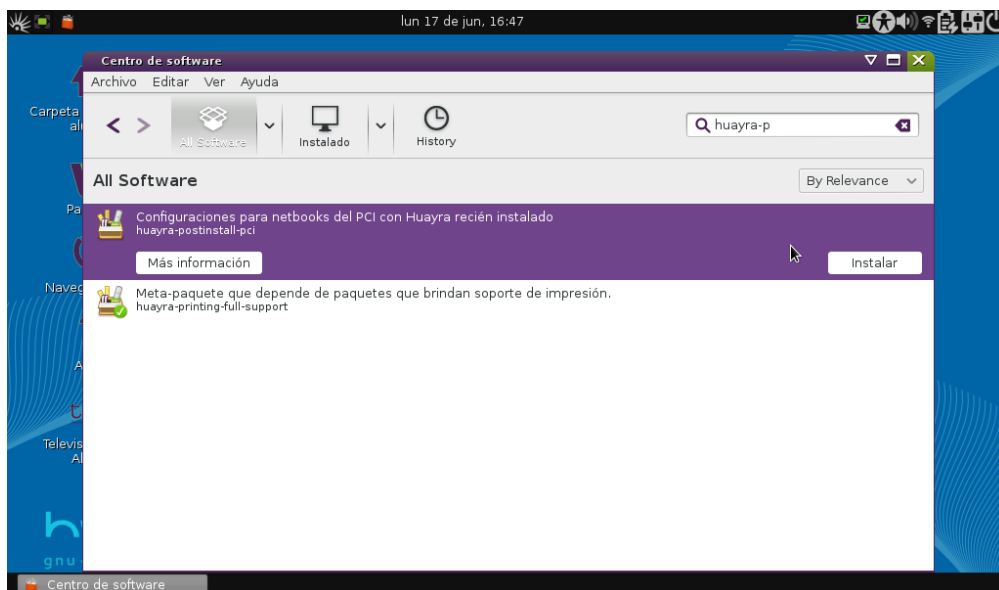 lun 17 de jun, 16:47
Centro de software
Archivo Editar Ver Ayuda
Carpeta
All Software
Instalado
History
huayra-p
All Software
By Relevance
Configuraciones para netbooks del PCI con Huayra recién instalado
huayra-postinstall-pci
Más información
Instalar
Meta-paquete que depende de paquetes que brindan soporte de impresión.
huayra-printing-full-support
Pa
Naveg
A
Televis
Al
gnu
Centro de software